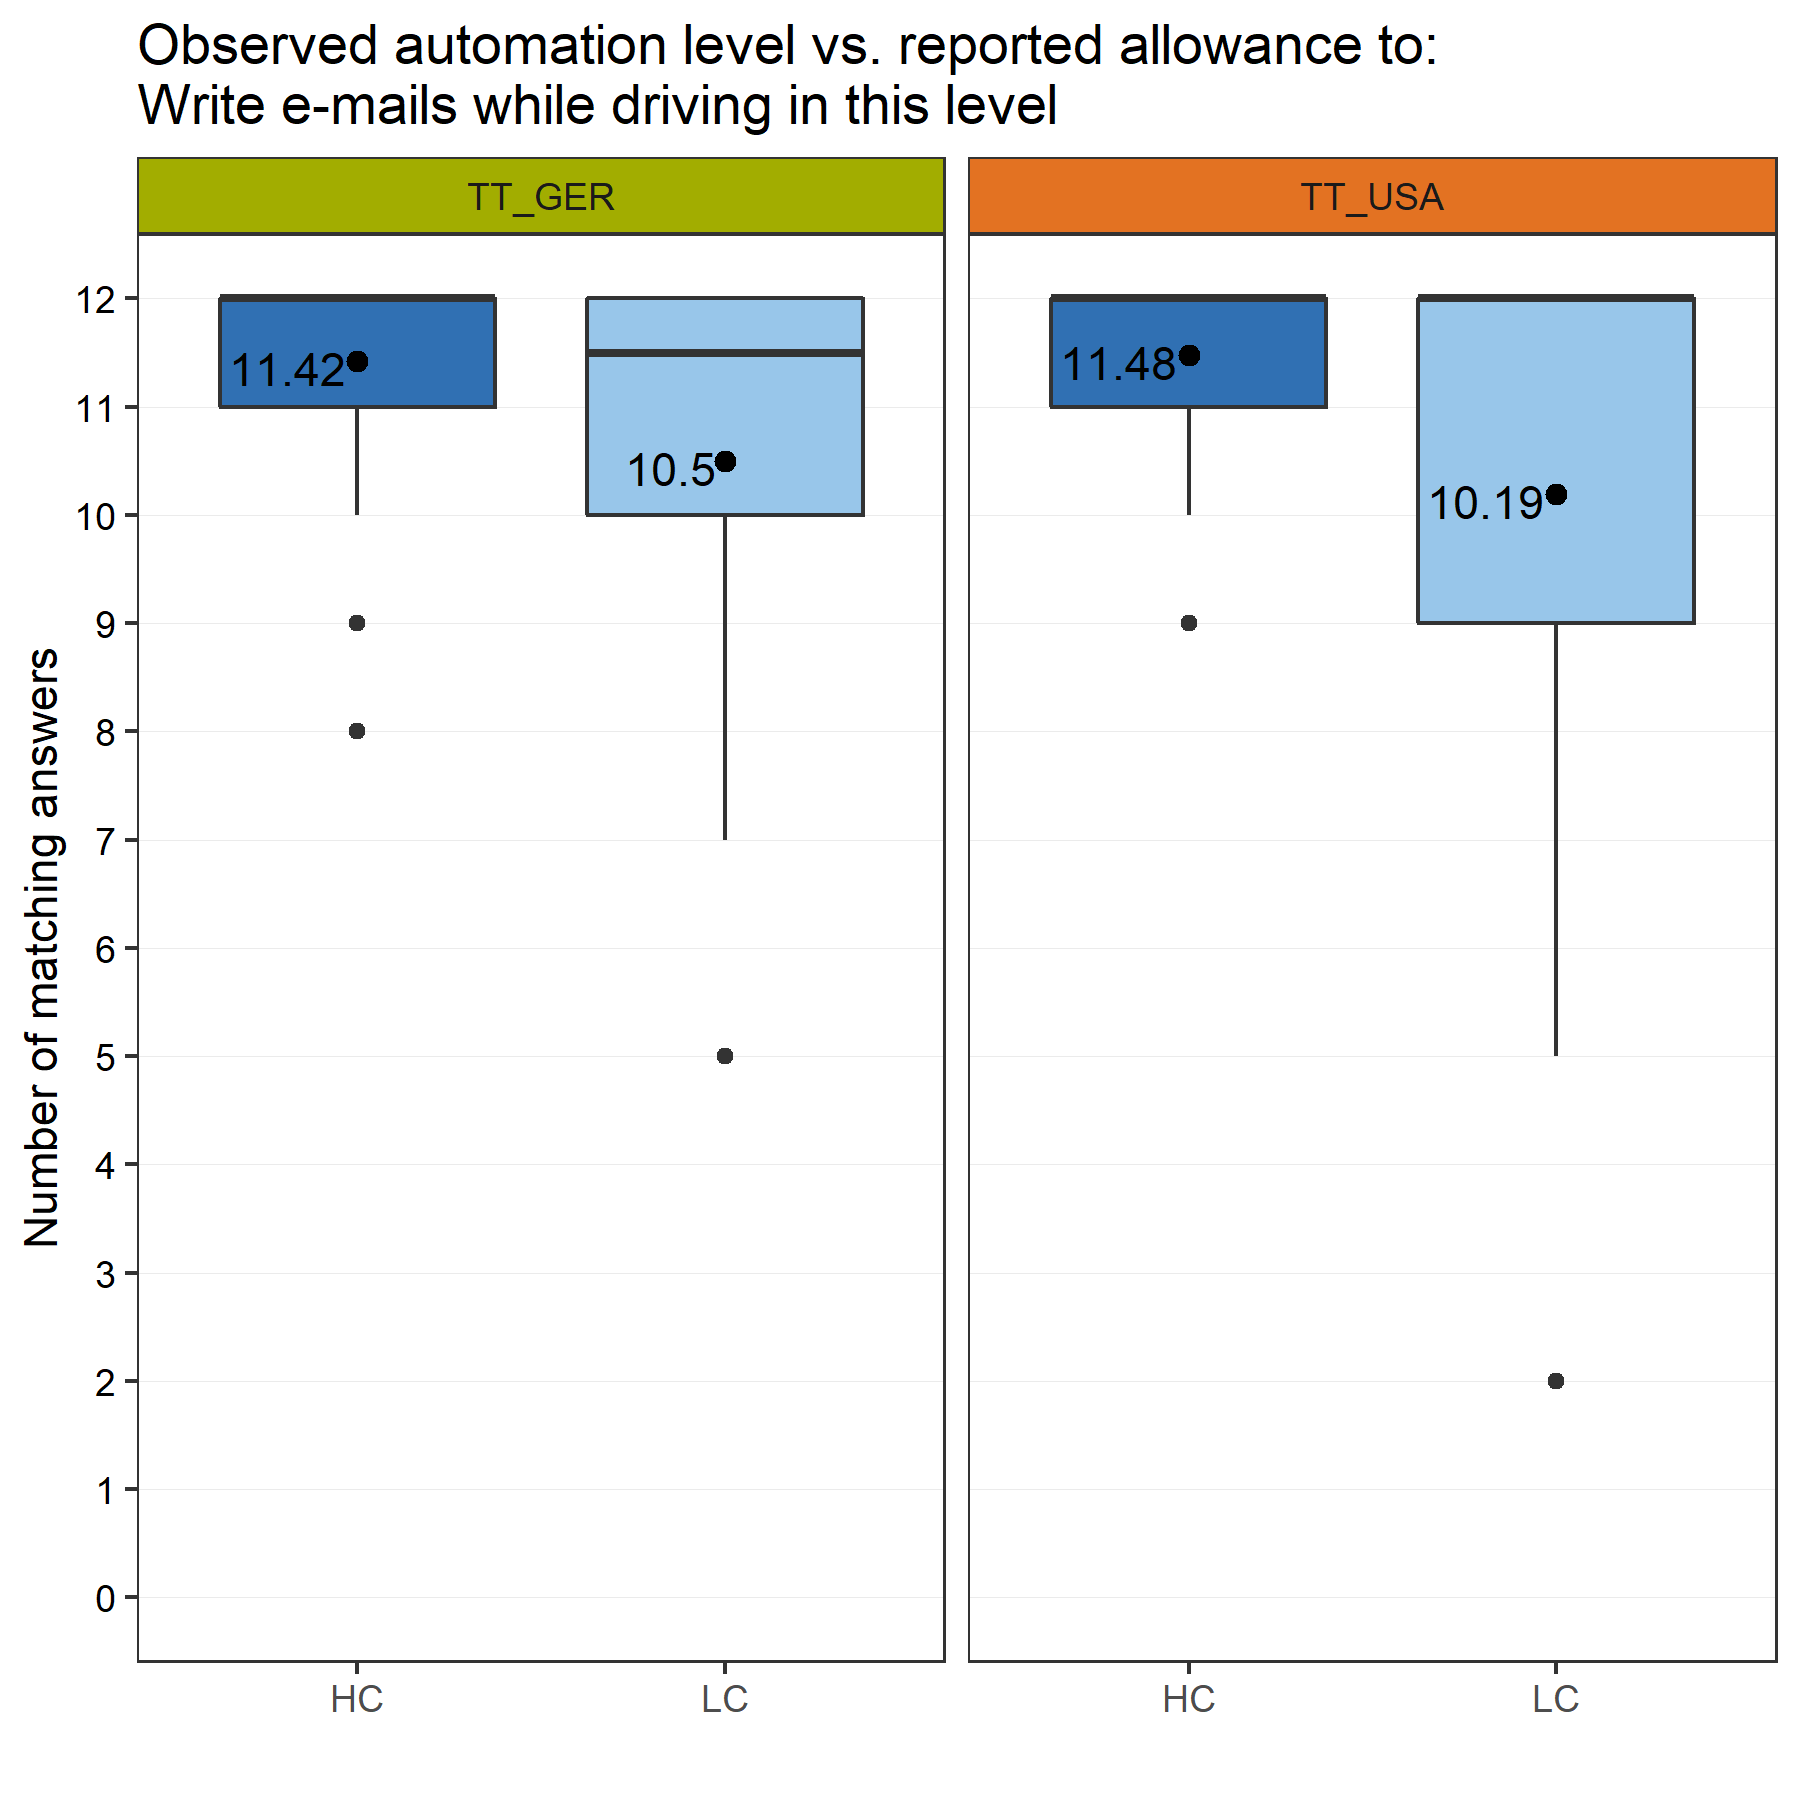 Observed automation level vs. reported allowance to:
Write e-mails while driving in this level
TT_GER
TT_USA
Number of matching answers
12
11
10
9
8
7
6
5
4
3
2
1
0
11.42
10.5
11.48
10.19
HC
LC
HC
LC